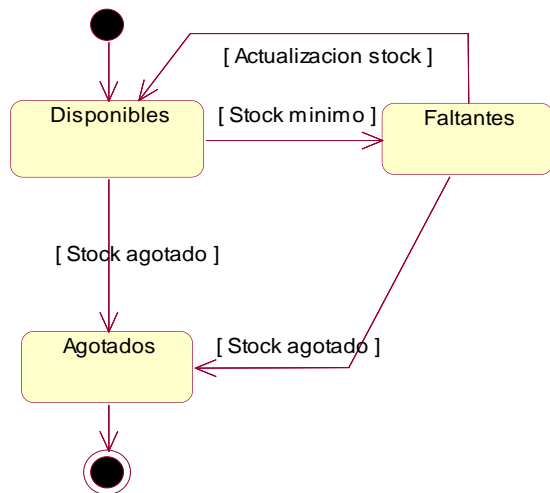 [ Actualizacion stock ]
Disponibles
[ Stock minimo ]
Faltantes
[ Stock agotado ]
Agotados
[ Stock agotado ]